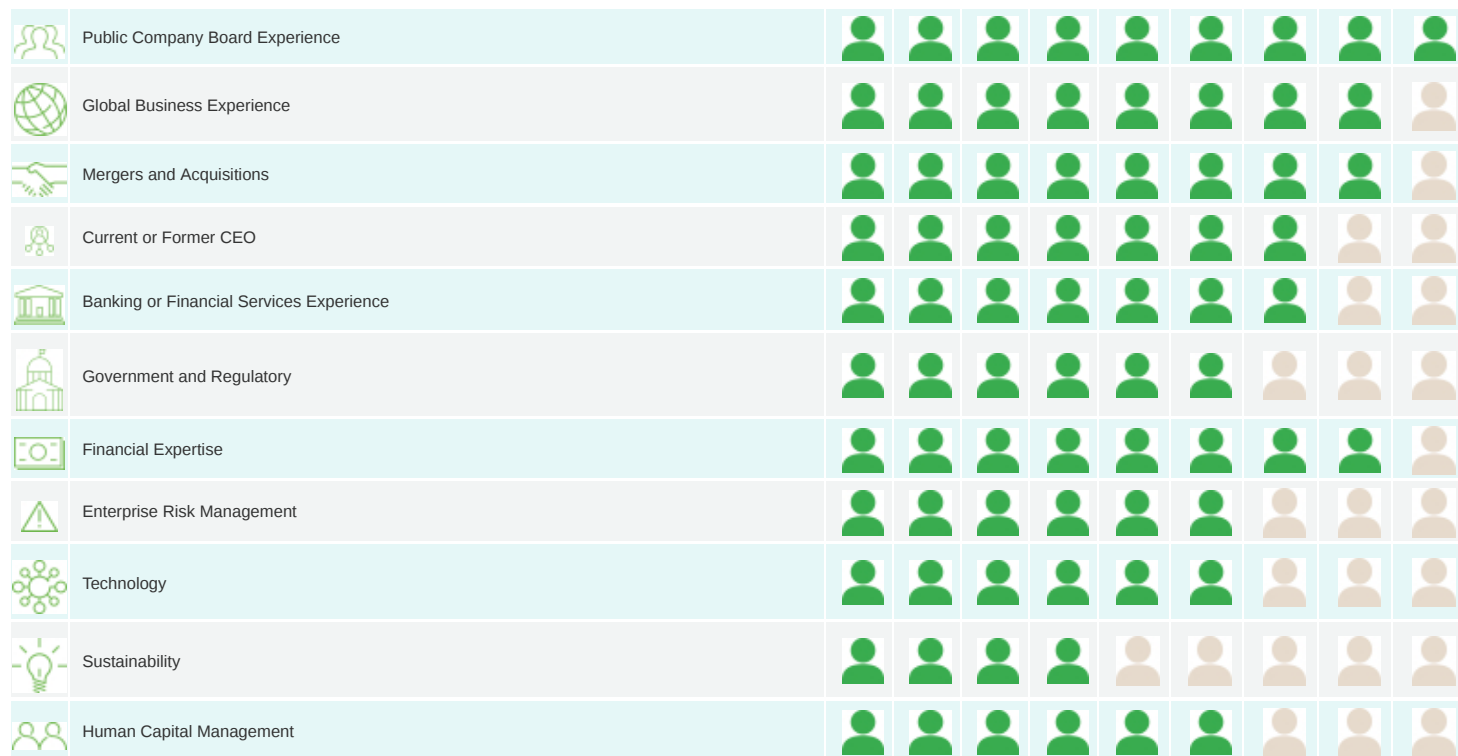 Public Company Board Experience
Global Business Experience
Mergers and Acquisitions
Current or Former CEO
Banking or Financial Services Experience
Government and Regulatory
Financial Expertise
Enterprise Risk Management
Technology
Sustainability
Human Capital Management